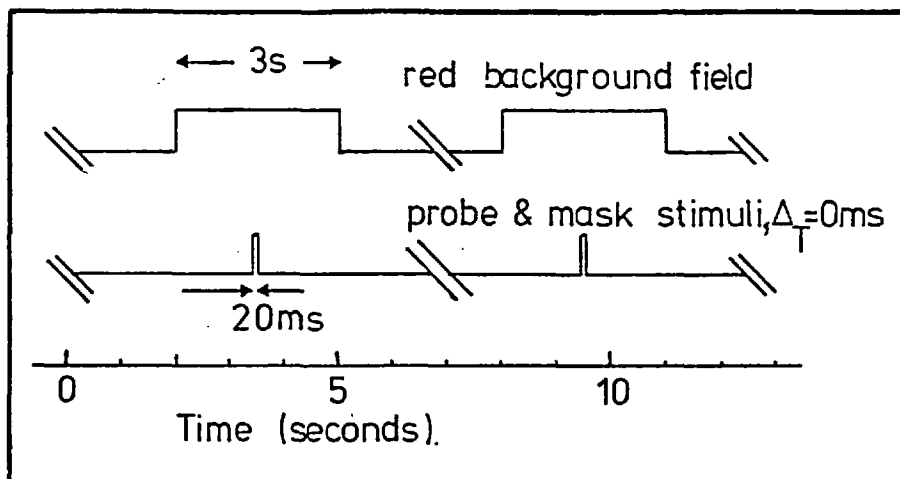 3s
red background field
probe & mask stimuli, Δ_T=0ms
20ms
0 5 10
Time (seconds).